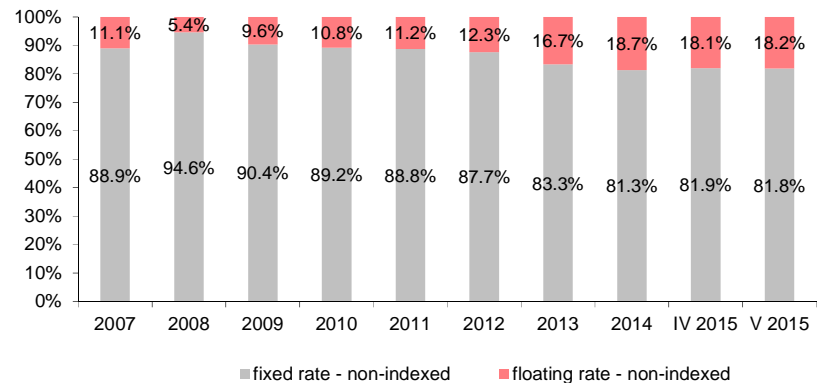 100%
90%
80%
70%
60%
50%
40%
30%
20%
10%
0%
11.1% 5.4% 9.6% 10.8% 11.2% 12.3% 16.7% 18.7% 18.1% 18.2%
88.9% 94.6% 90.4% 89.2% 88.8% 87.7% 83.3% 81.3% 81.9% 81.8%
2007 2008 2009 2010 2011 2012 2013 2014 IV 2015 V 2015
fixed rate - non-indexed floating rate - non-indexed